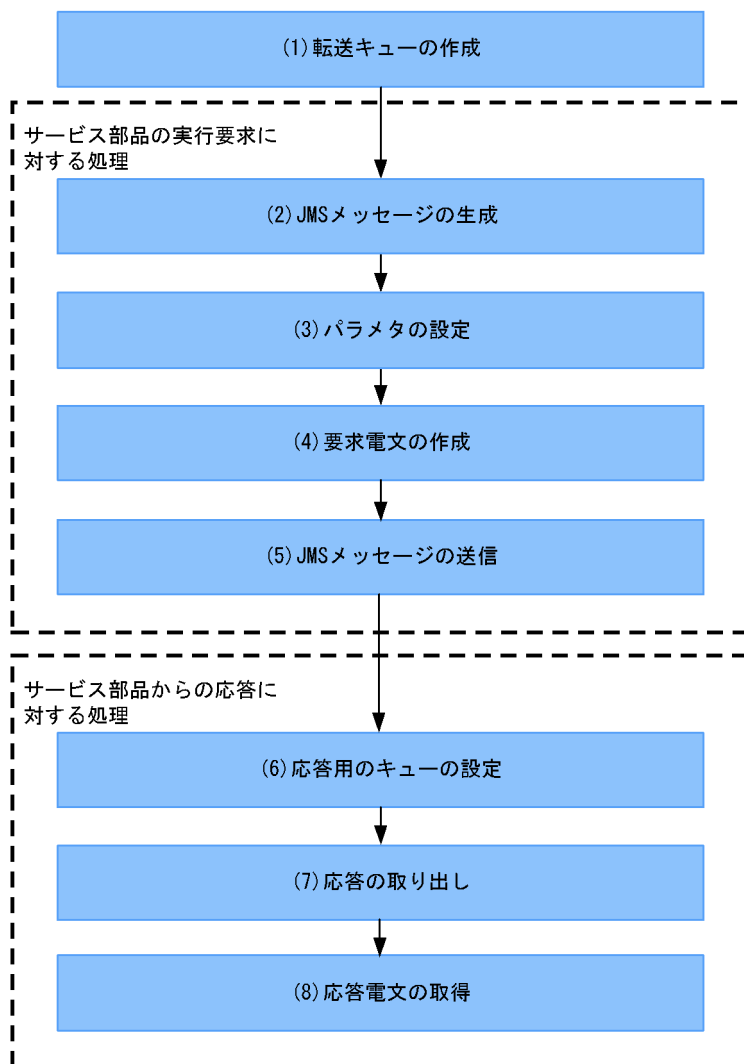 (1)転送キューの作成
サービス部品の実行要求に
対する処理
(2)JMSメッセージの生成
(3)パラメタの設定
(4)要求電文の作成
(5)JMSメッセージの送信
サービス部品からの応答に
対する処理
(6)応答用のキューの設定
(7)応答の取り出し
(8)応答電文の取得